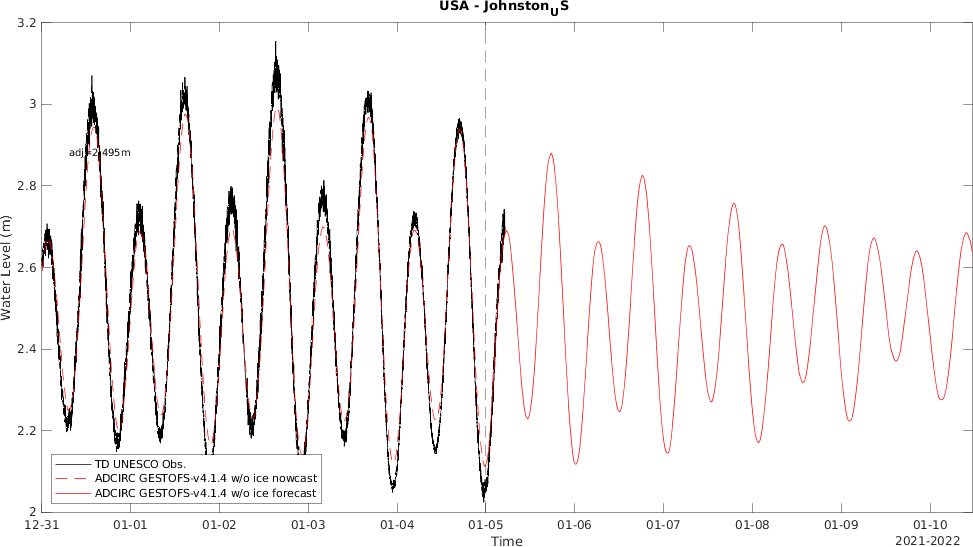 USA - Johnston_US
3.2
3
2.8
2.6
2.4
2.2
2
Water Level (m)
adj=2.495m
TD UNESCO Obs.
ADCIRC GESTOFS-v4.1.4 w/o ice nowcast
ADCIRC GESTOFS-v4.1.4 w/o ice forecast
12-31 01-01 01-02 01-03 01-04 01-05 01-06 01-07 01-08 01-09 01-10
Time
2021-2022